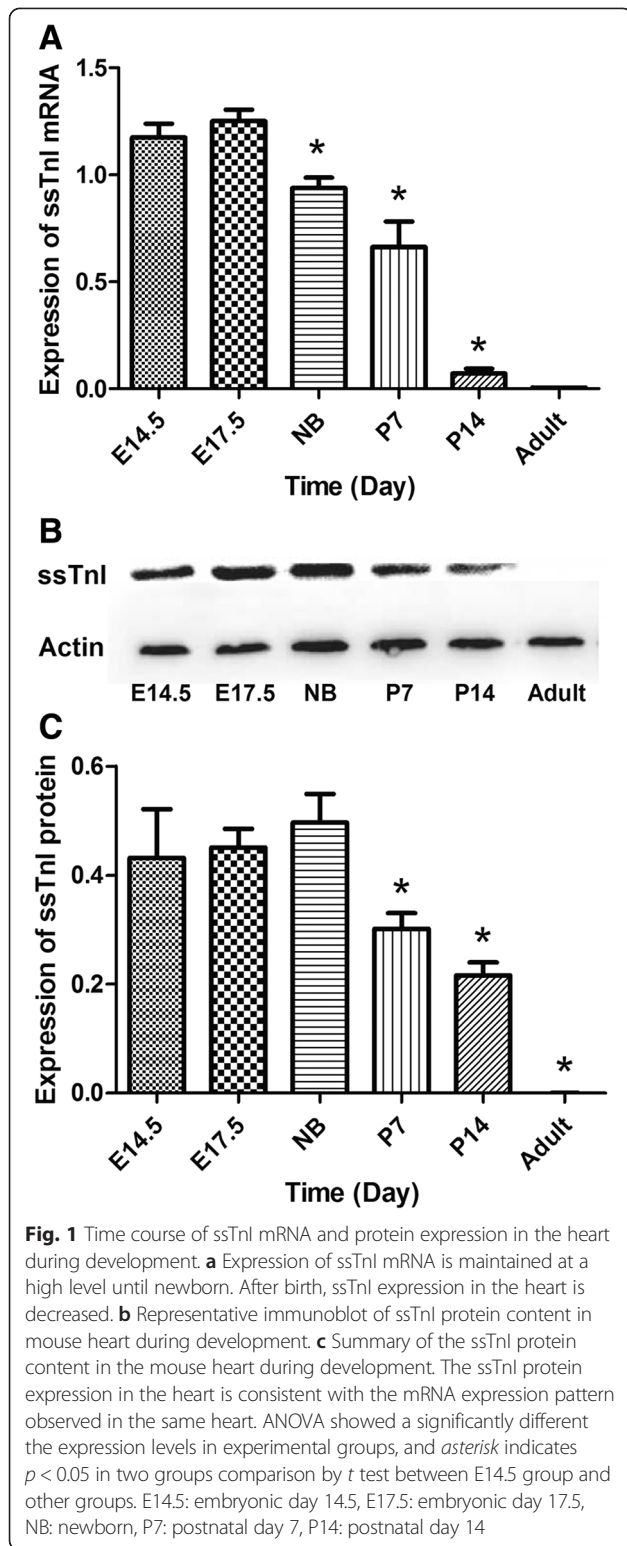 A
Expression of ssTnI mRNA
1.5
1.0
0.5
0.0
*
*
*
E14.5
E17.5
NB
P7
P14
Adult
Time (Day)
B
ssTnI
Actin
E14.5 E17.5 NB P7 P14 Adult
C
Expression of ssTnI protein
0.6
0.4
0.2
0.0
*
*
*
E14.5
E17.5
NB
P7
P14
Adult
Time (Day)
Fig. 1 Time course of ssTnI mRNA and protein expression in the heart
during development. a Expression of ssTnI mRNA is maintained at a
high level until newborn. After birth, ssTnI expression in the heart is
decreased. b Representative immunoblot of ssTnI protein content in
mouse heart during development. c Summary of the ssTnI protein
content in the mouse heart during development. The ssTnI protein
expression in the heart is consistent with the mRNA expression pattern
observed in the same heart. ANOVA showed a significantly different
the expression levels in experimental groups, and asterisk indicates
p < 0.05 in two groups comparison by t test between E14.5 group and
other groups. E14.5: embryonic day 14.5, E17.5: embryonic day 17.5,
NB: newborn, P7: postnatal day 7, P14: postnatal day 14